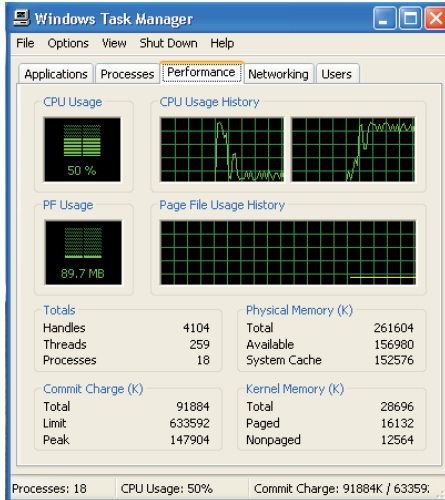 Windows Task Manager
File Options View Shut Down Help
Applications Processes Performance Networking Users
CPU Usage CPU Usage History
50 %
PF Usage Page File Usage History
89.7 MB
Totals Physical Memory (K)
Handles 4104 Total 261604
Threads 259 Available 156980
Processes 18 System Cache 152576
Commit Charge (K) Kernel Memory (K)
Total 91884 Total 28696
Limit 633592 Paged 16132
Peak 147904 Nonpaged 12564
Processes: 18 CPU Usage: 50% Commit Charge: 91884K / 63359